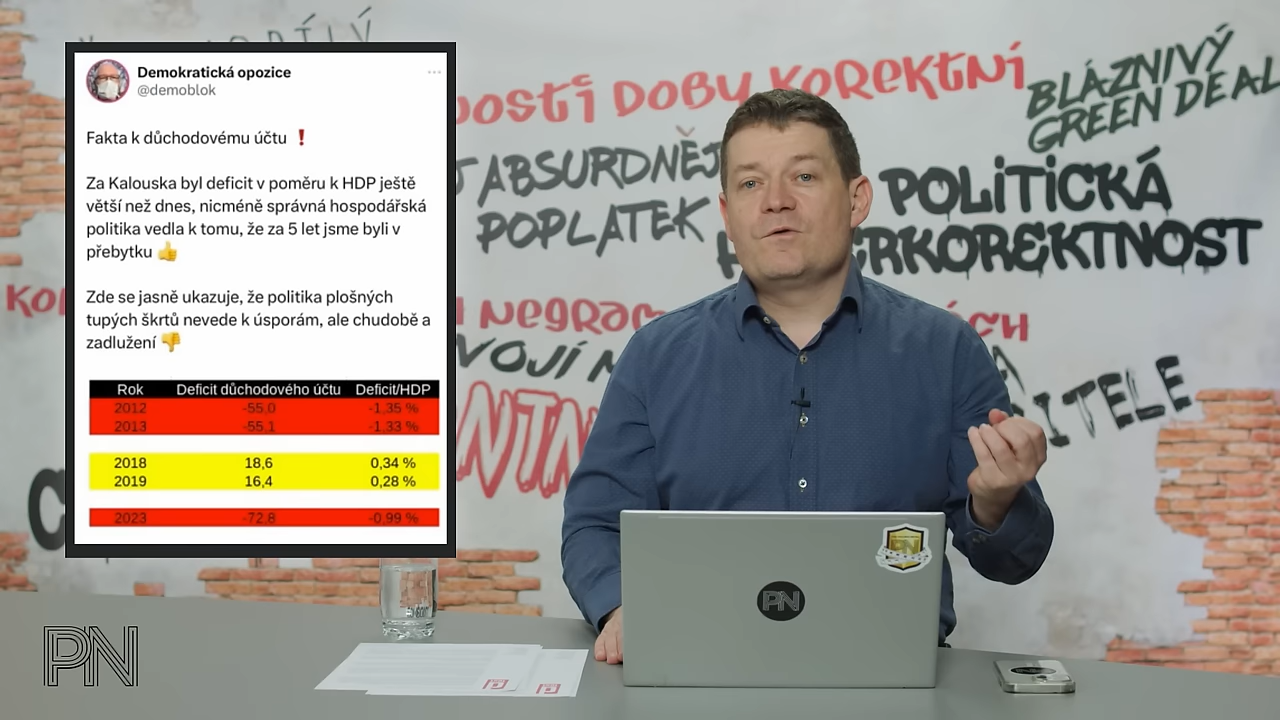 Demokratická opozice
@demoblok
Fakta k důchodovému účtu ❗
Za Kalouska byl deficit v poměru k HDP ještě
větší než dnes, nicméně správná hospodářská
politika vedla k tomu, že za 5 let jsme byli v
přebytku 👍
Zde se jasně ukazuje, že politika plošných
tupých škrtů nevede k úsporám, ale chudobě a
zadlužení 👎
Rok Deficit důchodového účtu Deficit/HDP
2012 -55,0 -1,35 %
2013 -55,1 -1,33 %
2018 18,6 0,34 %
2019 16,4 0,28 %
2023 -72,8 -0,99 %
DOBY KOREKTNÍ
BLÁZNIVÝ
GREEN DEAL
ABSURDNĚJ
POPLATEK
POLITICKÁ
ERKOREKTNOST
PN
PN